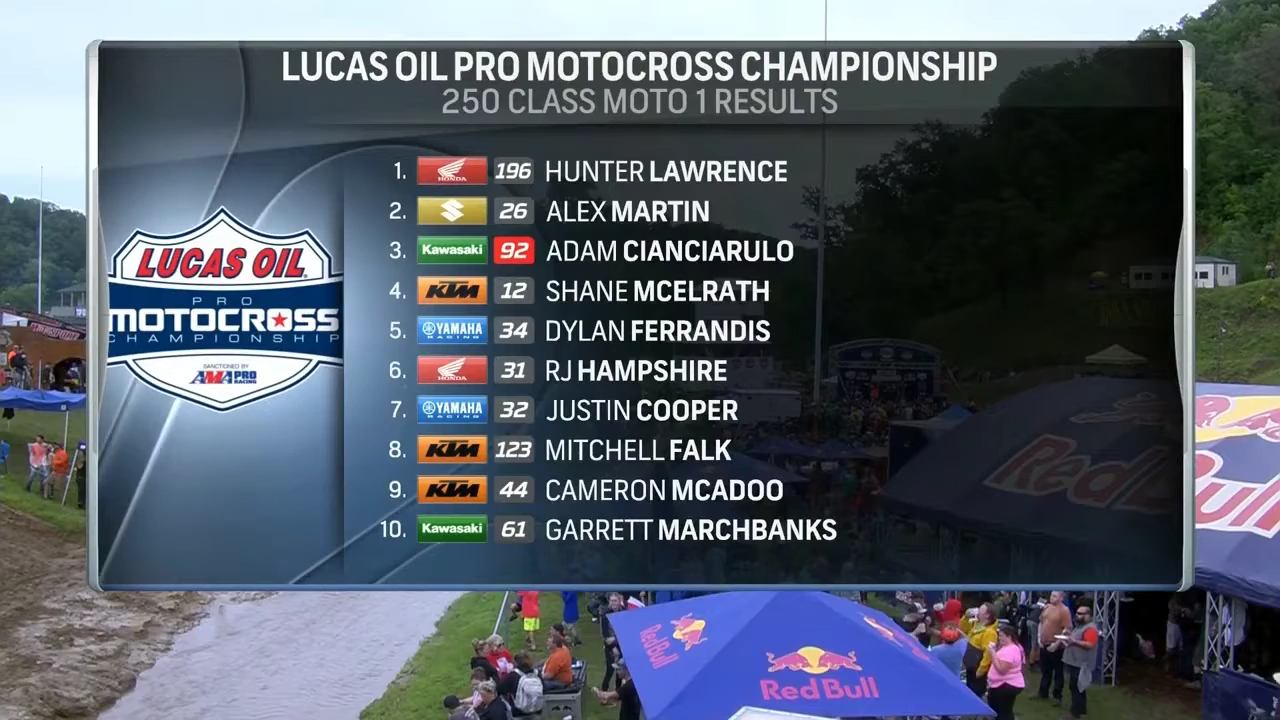 LUCAS OIL PRO MOTOCROSS CHAMPIONSHIP
250 CLASS MOTO 1 RESULTS
LUCAS OIL
PRO
MOTOCROSS
CHAMPIONSHIP
SANCTIONED BY
AMA PRO
RACING
1. HONDA 196 HUNTER LAWRENCE
2. 26 ALEX MARTIN
3. Kawasaki 92 ADAM CIANCIARULO
4. KTM 12 SHANE MCELRATH
5. YAMAHA RACING 34 DYLAN FERRANDIS
6. HONDA 31 RJ HAMPSHIRE
7. YAMAHA RACING 32 JUSTIN COOPER
8. KTM 123 MITCHELL FALK
9. KTM 44 CAMERON MCADOO
10. Kawasaki 61 GARRETT MARCHBANKS
Red Bull
Red Bull
Red Bull
Red Bull